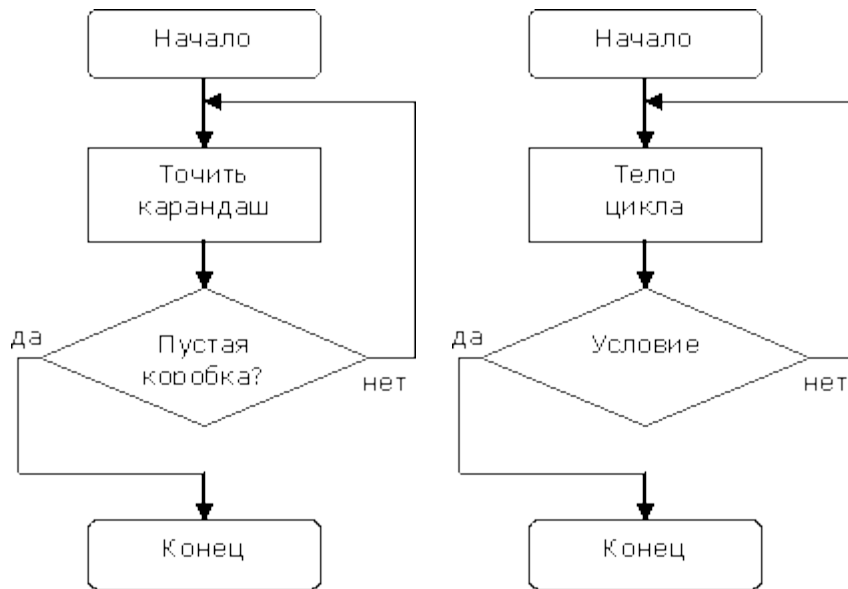 Начало
Точить
карандаш
да
Пустая
коробка?
нет
Конец
Начало
Тело
цикла
да
Условие
нет
Конец